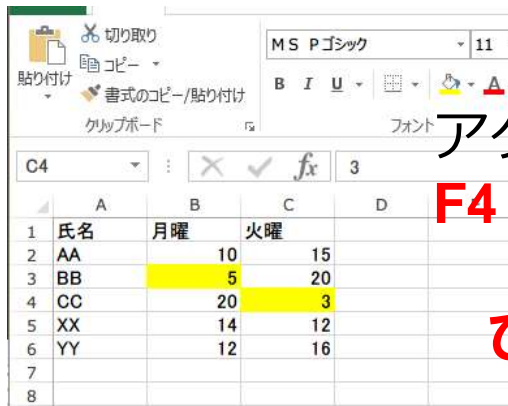 切り取り
コピー
書式のコピー/貼り付け
貼り付け
クリップボード
MS Pゴシック 11
B I U A
フォント
C4 fx 3
F4
A B C D
1 氏名 月曜 火曜
2 AA 10 15
3 BB 5 20
4 CC 20 3
5 XX 14 12
6 YY 12 16
7
8